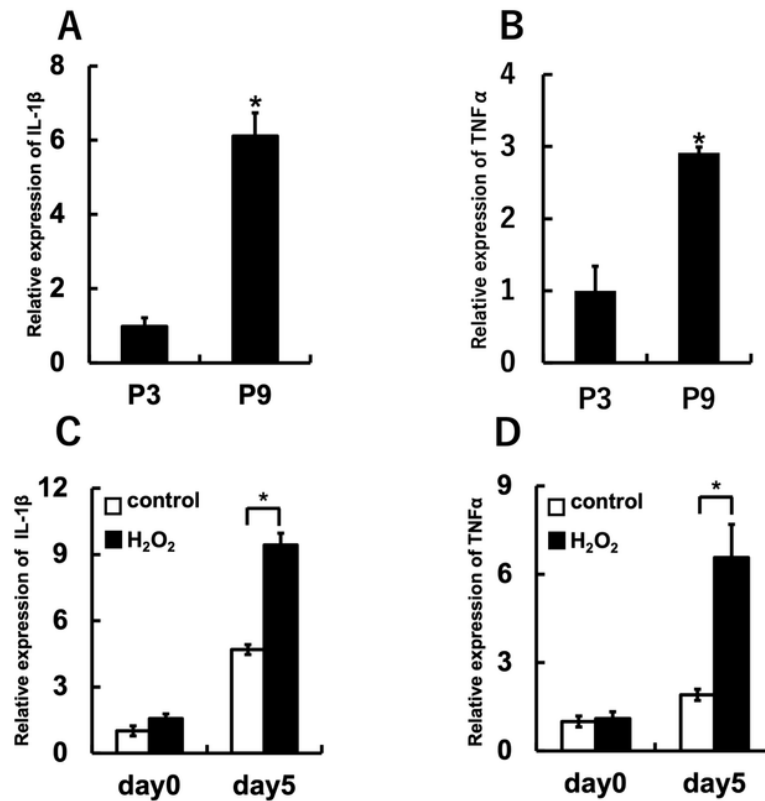 A
Relative expression of IL-1β
8
6
4
2
0
*
P3 P9
B
Relative expression of TNFα
4
3
2
1
0
*
P3 P9
C
Relative expression of IL-1β
12
9
6
3
0
control
H₂O₂
*
day0 day5
D
Relative expression of TNFα
9
6
3
0
control
H₂O₂
*
day0 day5